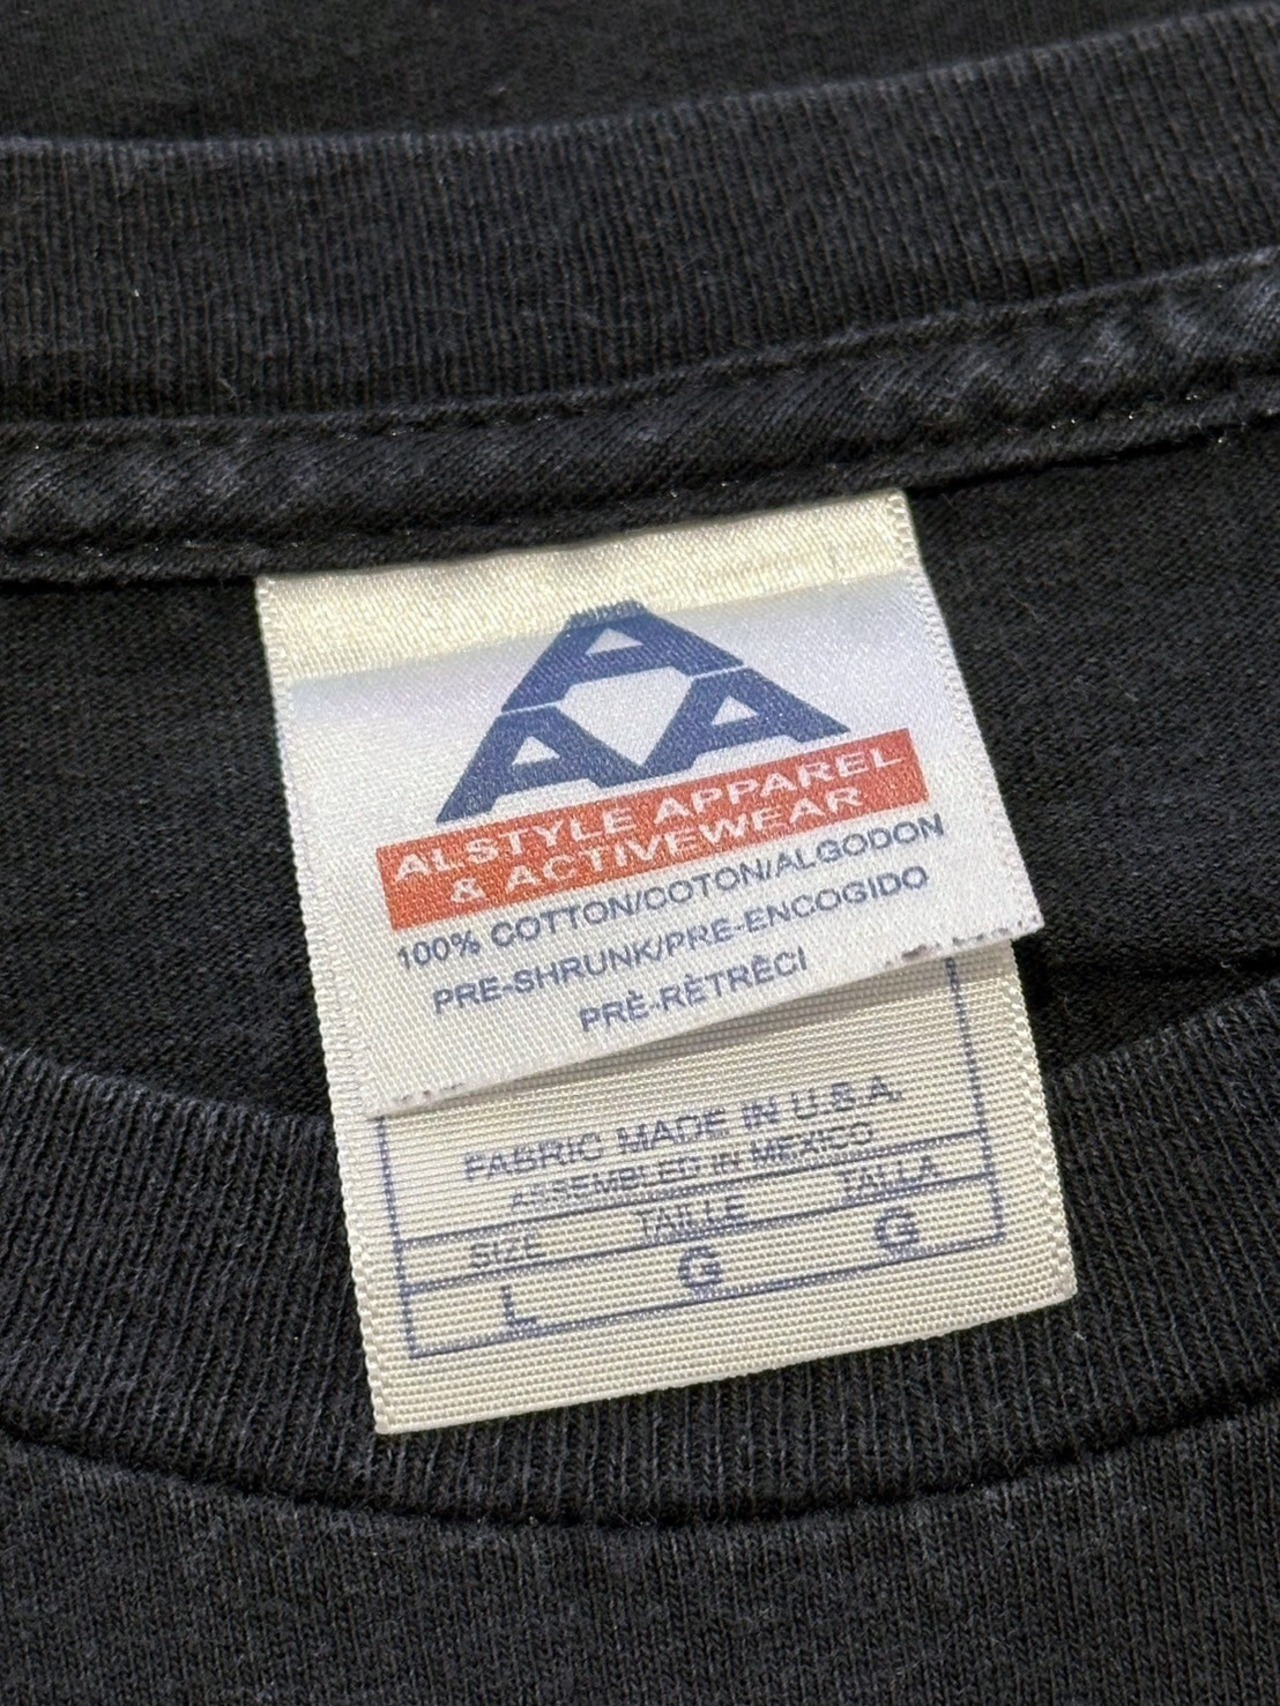 A
AA
ALSTYLE APPAREL
& ACTIVEWEAR
100% COTTON/COTON/ALGODON
PRE-SHRUNK/PRE-ENCOGIDO
PRÈ-RÈTRÈCI
FABRIC MADE IN U.S.A.
ASSEMBLED IN MEXICO
SIZE TAILLE TALLA
L G G